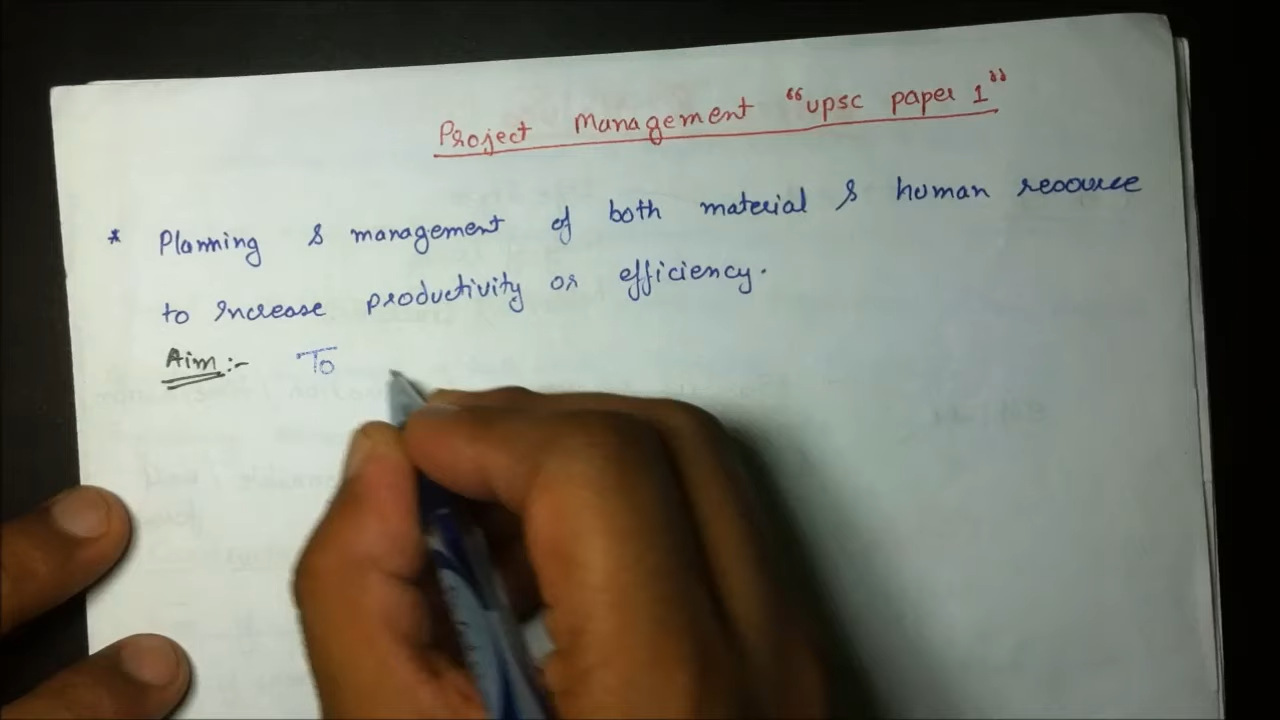 Project Management “upsc paper 1”
* Planning & management of both material & human resource
to increase productivity or efficiency.
Aim:- To